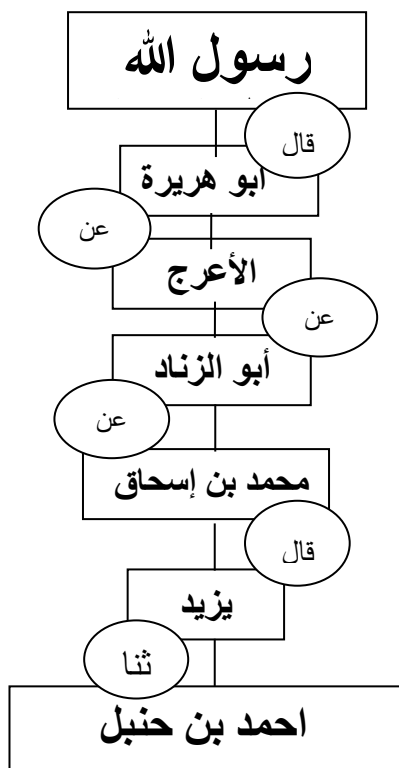 رسول الله
قال
أبو هريرة
عن
الأعرج
عن
أبو الزناد
عن
محمد بن إسحاق
قال
يزيد
ثنا
احمد بن حنبل